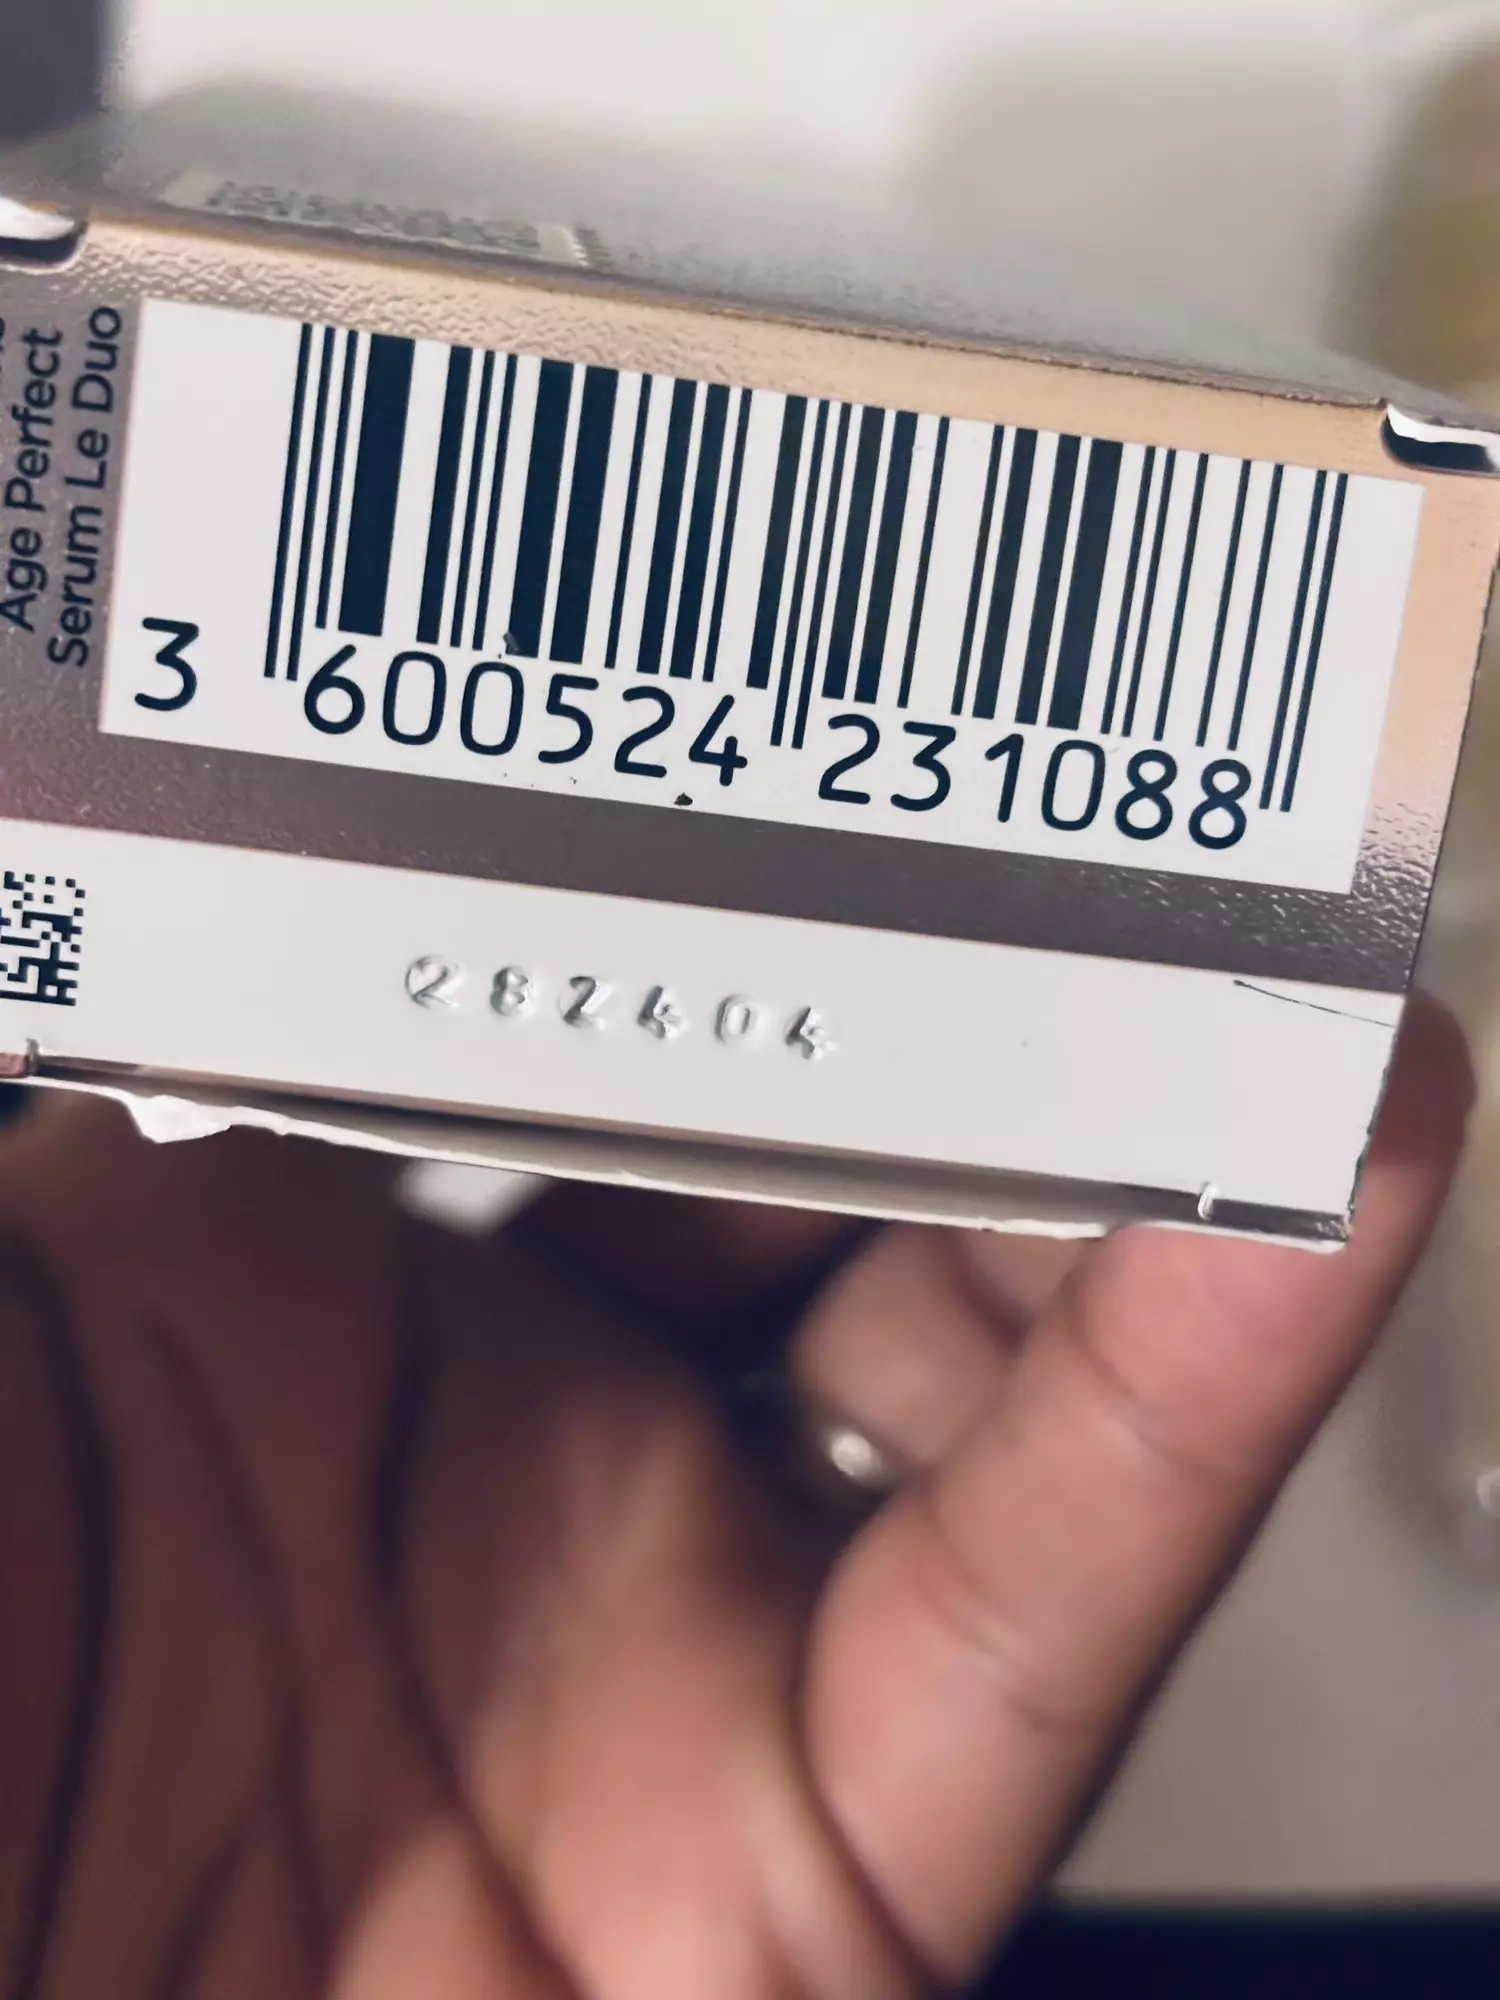 Age Perfect
Serum Le Duo
3 600524 231088
282404